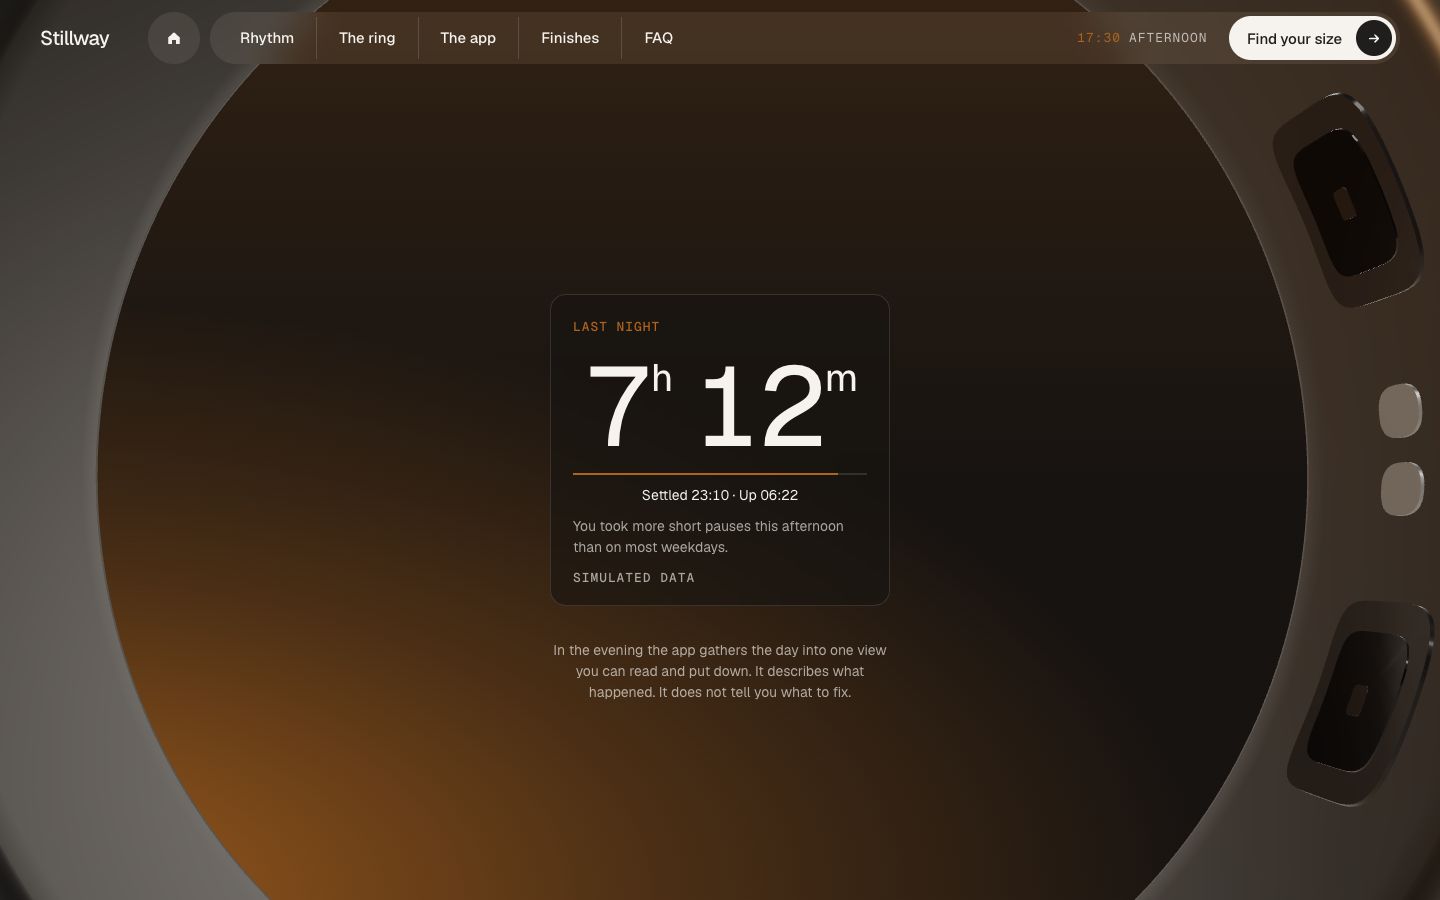 Stillway
Rhythm
The ring
The app
Finishes
FAQ
17:30 AFTERNOON
Find your size
LAST NIGHT
7h 12m
Settled 23:10 · Up 06:22
You took more short pauses this afternoon
than on most weekdays.
SIMULATED DATA
In the evening the app gathers the day into one view
you can read and put down. It describes what
happened. It does not tell you what to fix.